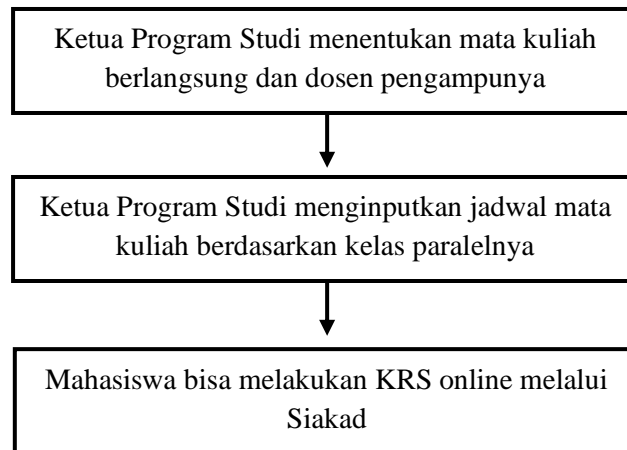 Ketua Program Studi menentukan mata kuliah
berlangsung dan dosen pengampunya
Ketua Program Studi menginputkan jadwal mata
kuliah berdasarkan kelas paralelnya
Mahasiswa bisa melakukan KRS online melalui
Siakad